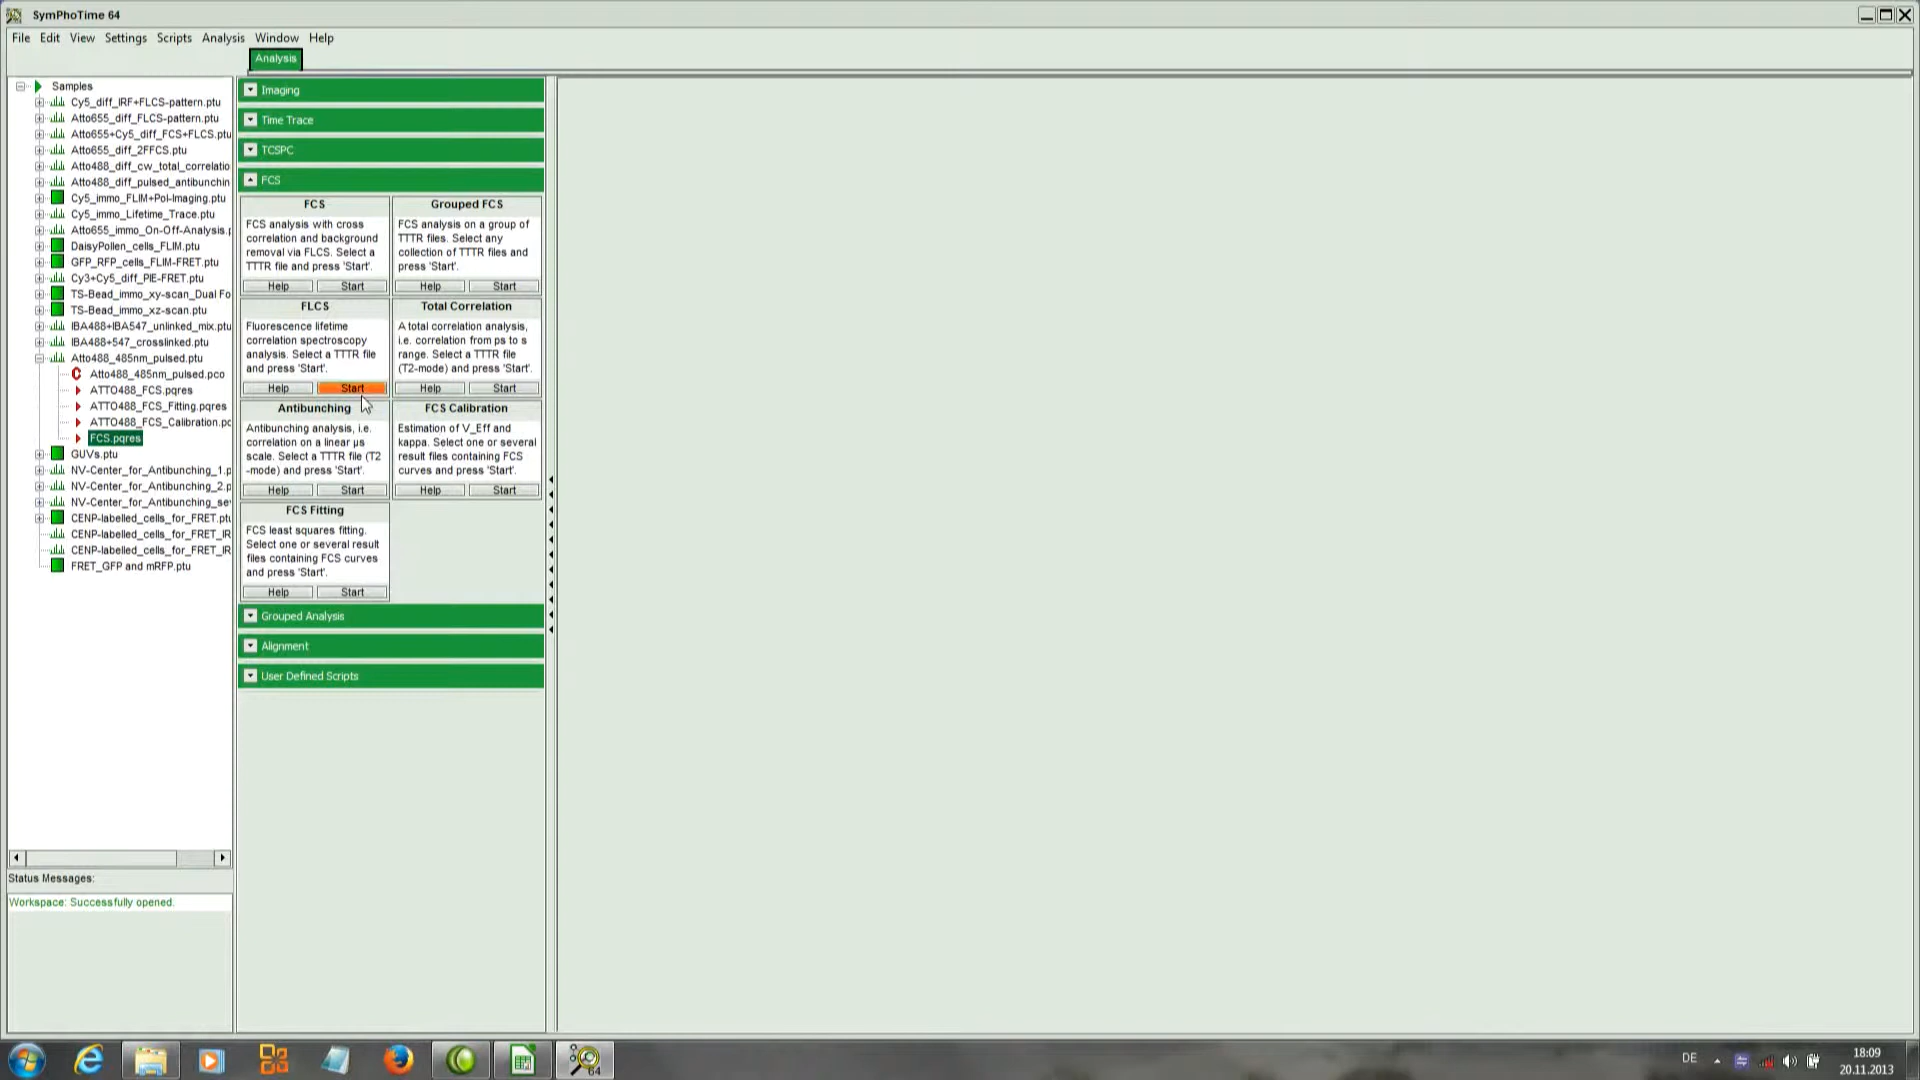 SymPhoTime 64
File Edit View Settings Scripts Analysis Window Help
Analysis
Samples
Cy5_diff_IRF+FLCS-pattern.ptu
Atto655_diff_FLCS-pattern.ptu
Atto655+Cy5_diff_FCS+FLCS.ptu
Atto655_diff_2FFCS.ptu
Atto488_diff_cw_total_correlatio
Atto488_diff_pulsed_antibunchin
Cy5_immo_FLIM+Pol-Imaging.ptu
Cy5_immo_Lifetime_Trace.ptu
Atto655_immo_On-Off-Analysis.p
DaisyPollen_cells_FLIM.ptu
GFP_RFP_cells_FLIM-FRET.ptu
Cy3+Cy5_diff_PIE-FRET.ptu
TS-Bead_immo_xy-scan_Dual Fo
TS-Bead_immo_xz-scan.ptu
IBA488+IBA547_unlinked_mix.ptu
IBA488+547_crosslinked.ptu
Atto488_485nm_pulsed.ptu
Atto488_485nm_pulsed.pco
ATTO488_FCS.pqres
ATTO488_FCS_Fitting.pqres
ATTO488_FCS_Calibration.pq
FCS.pqres
GUVs.ptu
NV-Center_for_Antibunching_1.p
NV-Center_for_Antibunching_2.p
NV-Center_for_Antibunching_se
CENP-labelled_cells_for_FRET.ptu
CENP-labelled_cells_for_FRET_IR
CENP-labelled_cells_for_FRET_IR
FRET_GFP and mRFP.ptu
Status Messages:
Workspace: Successfully opened.
Imaging
Time Trace
TCSPC
FCS
FCS
FCS analysis with cross
correlation and background
removal via FLCS. Select a
TTTR file and press 'Start'.
Help Start
Grouped FCS
FCS analysis on a group of
TTTR files. Select any
collection of TTTR files and
press 'Start'.
Help Start
FLCS
Fluorescence lifetime
correlation spectroscopy
analysis. Select a TTTR file
and press 'Start'.
Help Start
Total Correlation
A total correlation analysis,
i.e. correlation from ps to s
range. Select a TTTR file
(T2-mode) and press 'Start'.
Help Start
Antibunching
Antibunching analysis, i.e.
correlation on a linear µs
scale. Select a TTTR file (T2
-mode) and press 'Start'.
Help Start
FCS Calibration
Estimation of V_Eff and
kappa. Select one or several
result files containing FCS
curves and press 'Start'.
Help Start
FCS Fitting
FCS least squares fitting.
Select one or several result
files containing FCS curves
and press 'Start'.
Help Start
Grouped Analysis
Alignment
User Defined Scripts
64
DE
18:09
20.11.2013